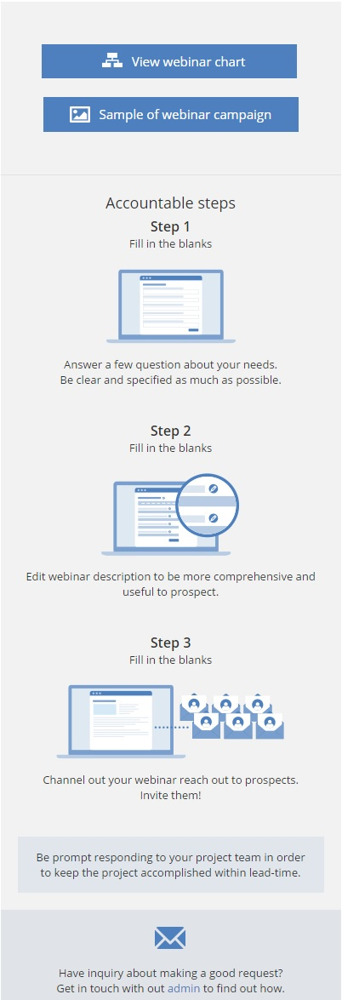 View webinar chart
Sample of webinar campaign
Accountable steps
Step 1
Fill in the blanks
Answer a few question about your needs.
Be clear and specified as much as possible.
Step 2
Fill in the blanks
Edit webinar description to be more comprehensive and
useful to prospect.
Step 3
Fill in the blanks
Channel out your webinar reach out to prospects.
Invite them!
Be prompt responding to your project team in order
to keep the project accomplished within lead-time.
Have inquiry about making a good request?
Get in touch with out admin to find out how.